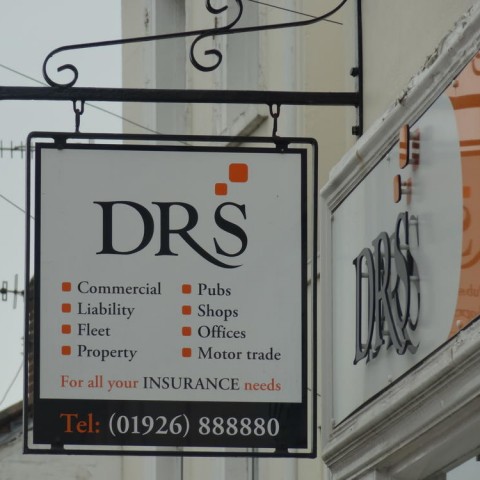 DRS
Commercial
Liability
Fleet
Property
Pubs
Shops
Offices
Motor trade
For all your INSURANCE needs
Tel: (01926) 888880
DRS